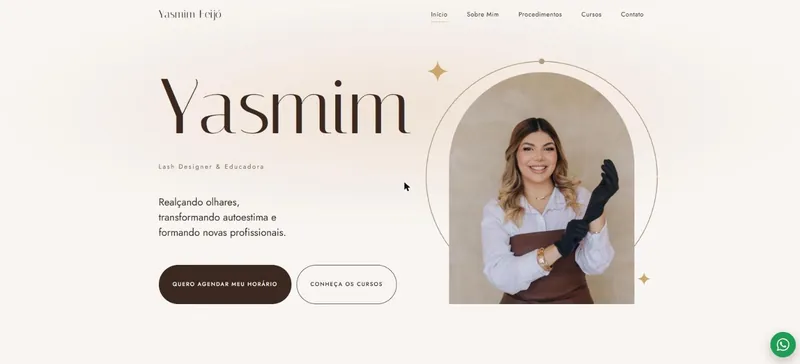 Yasmim Feijó
Início
Sobre Mim
Procedimentos
Cursos
Contato
Yasmim
Lash Designer & Educadora
Realçando olhares,
transformando autoestima e
formando novas profissionais.
QUERO AGENDAR MEU HORÁRIO
CONHEÇA OS CURSOS